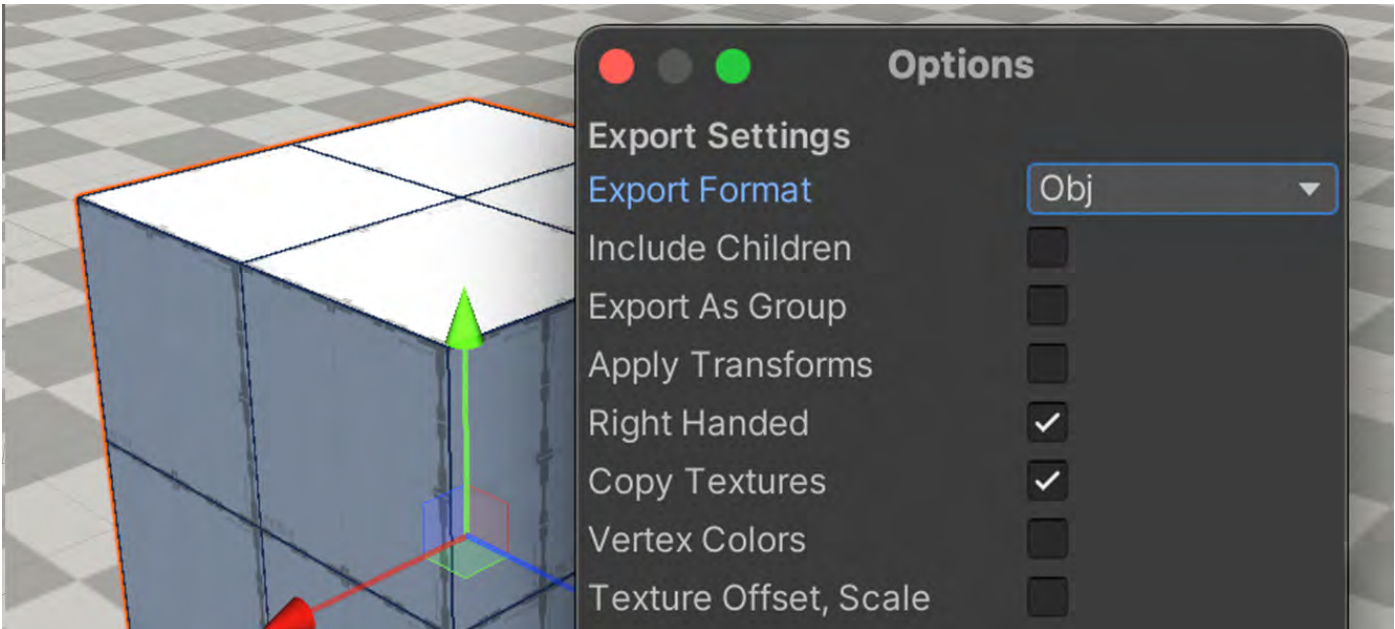 Options
Export Settings
Export Format Obj
Include Children
Export As Group
Apply Transforms
Right Handed
Copy Textures
Vertex Colors
Texture Offset, Scale